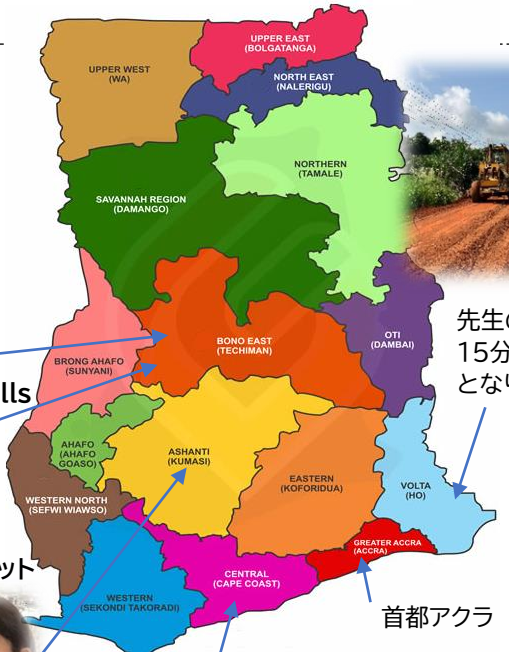 UPPER EAST
(BOLGATANGA)
UPPER WEST
(WA)
NORTH EAST
(NALERIGU)
NORTHERN
(TAMALE)
SAVANNAH REGION
(DAMANGO)
先生の
15分
となり
OTI
(DAMBAI)
BONO EAST
(TECHIMAN)
BRONG AHAFO
(SUNYANI)
lls
AHAFO
(AHAFO
GOASO)
ASHANTI
(KUMASI)
EASTERN
(KOFORIDUA)
VOLTA
(HO)
WESTERN NORTH
(SEFWI WIAWSO)
GREATER ACCRA
(ACCRA)
ット
CENTRAL
(CAPE COAST)
WESTERN
(SEKONDI TAKORADI)
首都アクラ